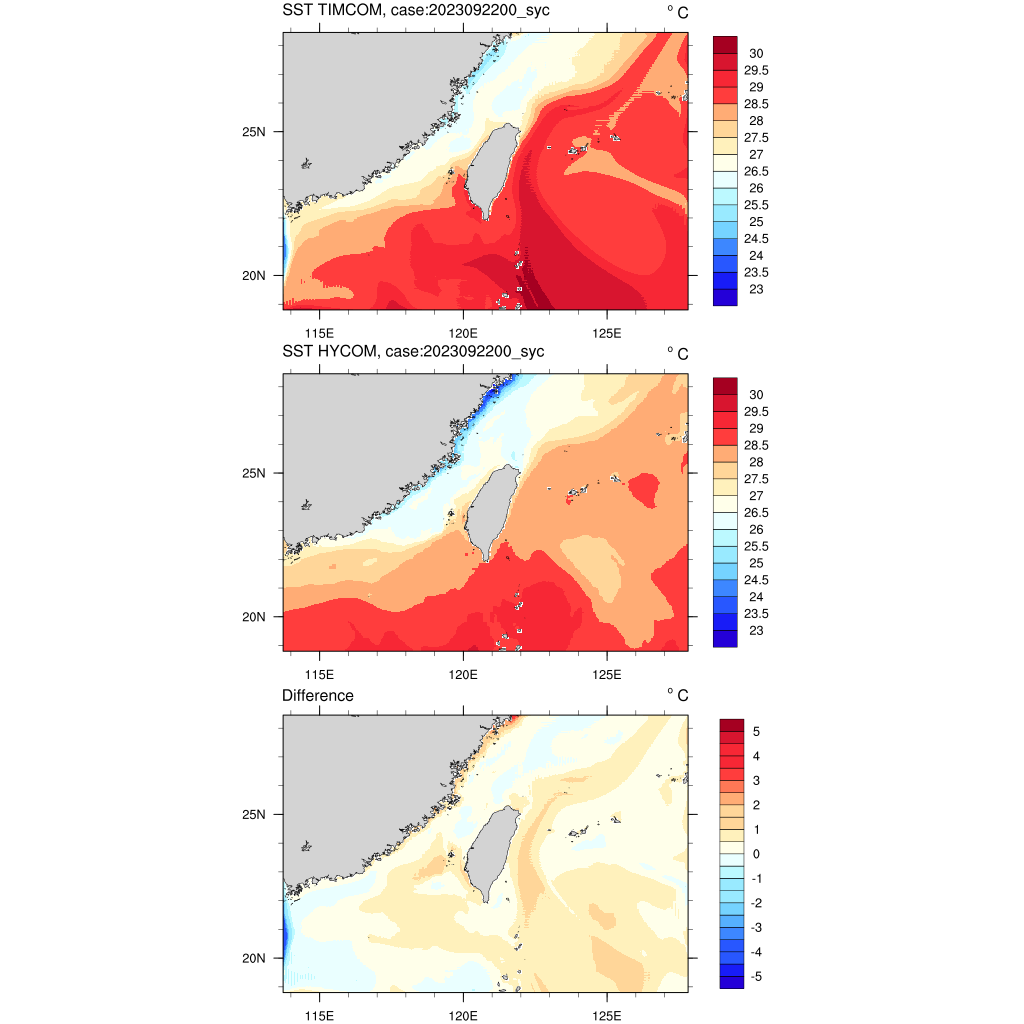 SST TIMCOM, case:2023092200_syc
° C
30
29.5
29
28.5
28
27.5
27
26.5
26
25.5
25
24.5
24
23.5
23
25N
20N
115E
120E
125E
SST HYCOM, case:2023092200_syc
° C
30
29.5
29
28.5
28
27.5
27
26.5
26
25.5
25
24.5
24
23.5
23
25N
20N
115E
120E
125E
Difference
° C
5
4
3
2
1
0
-1
-2
-3
-4
-5
25N
20N
115E
120E
125E